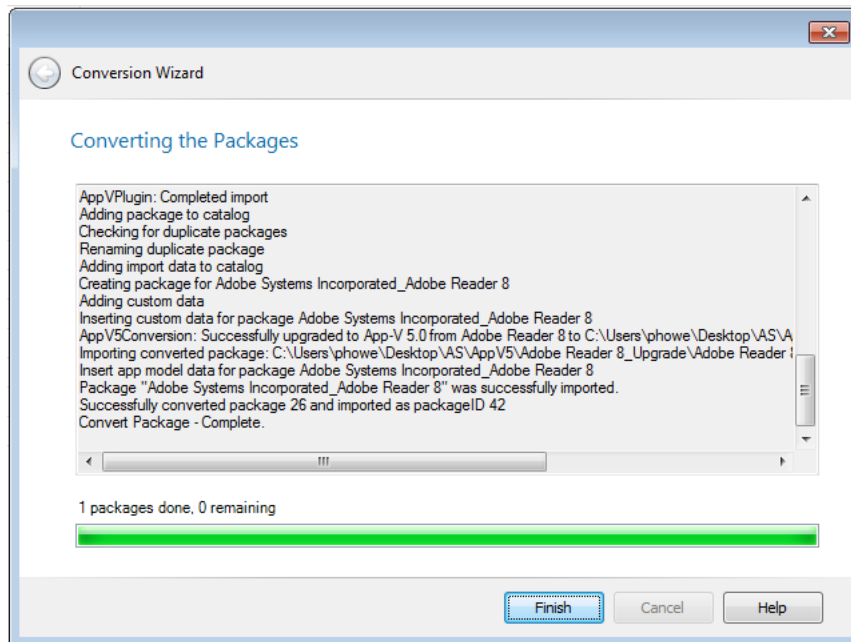 Conversion Wizard
Converting the Packages
AppVPlugin: Completed import
Adding package to catalog
Checking for duplicate packages
Renaming duplicate package
Adding import data to catalog
Creating package for Adobe Systems Incorporated_Adobe Reader 8
Adding custom data
Inserting custom data for package Adobe Systems Incorporated_Adobe Reader 8
AppV5Conversion: Successfully upgraded to App-V 5.0 from Adobe Reader 8 to C:\Users\phowe\Desktop\AS\A
Importing converted package: C:\Users\phowe\Desktop\AS\AppV5\Adobe Reader 8_Upgrade\Adobe Reader 8
Insert app model data for package Adobe Systems Incorporated_Adobe Reader 8
Package "Adobe Systems Incorporated_Adobe Reader 8" was successfully imported.
Successfully converted package 26 and imported as packageID 42
Convert Package - Complete.
1 packages done, 0 remaining
Finish
Cancel
Help